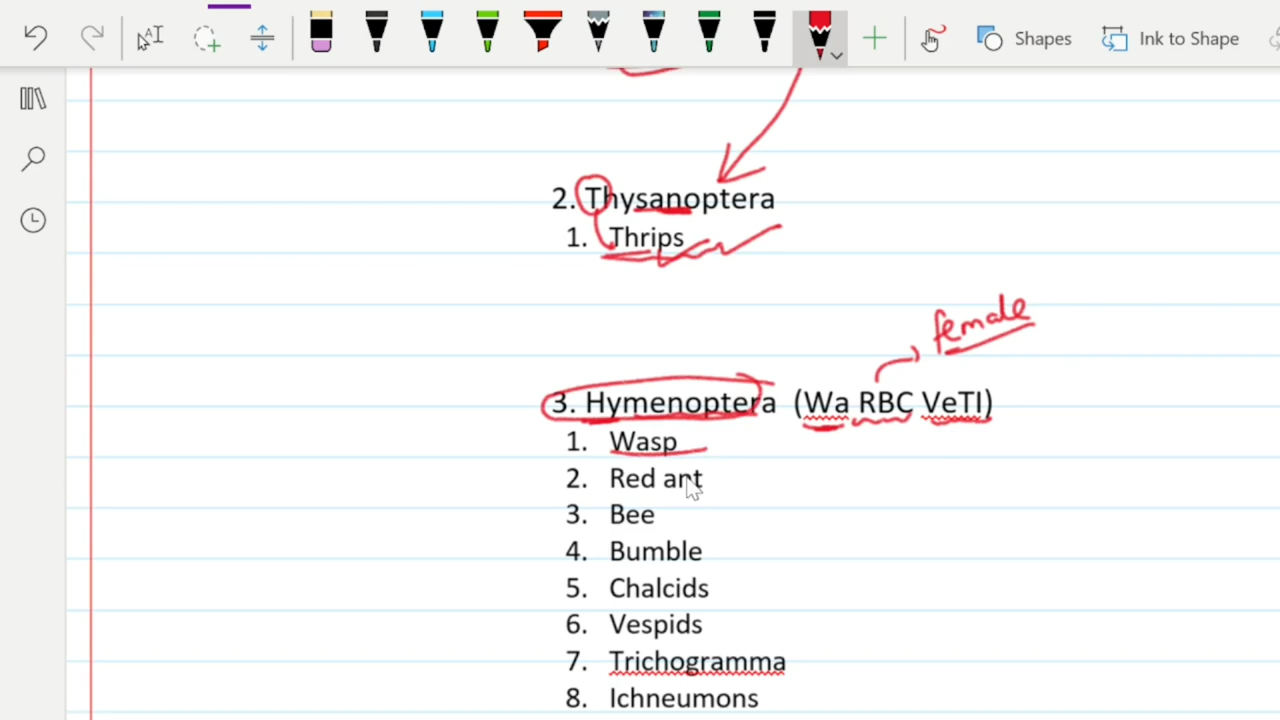 Shapes
Ink to Shape
2. Thysanoptera
1. Thrips
female
3. Hymenoptera (Wa RBC VeTI)
1. Wasp
2. Red ant
3. Bee
4. Bumble
5. Chalcids
6. Vespids
7. Trichogramma
8. Ichneumons